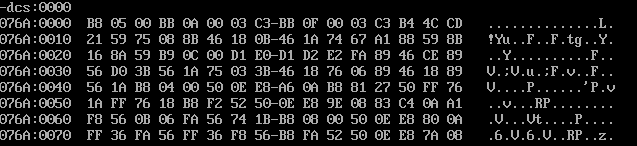 -dcs:0000
076A:0000  B8 05 00 BB 0A 00 03 C3-BB 0F 00 03 C3 B4 4C CD   ..............L.
076A:0010  21 59 75 08 8B 46 18 0B-46 1A 74 67 A1 88 59 8B   !Yu..F..F.tg..Y.
076A:0020  16 8A 59 B9 0C 00 D1 E0-D1 D2 E2 FA 89 46 CE 89   ..Y..........F..
076A:0030  56 D0 3B 56 1A 75 03 3B-46 18 76 06 89 46 18 89   V.;V.u.;F.v..F..
076A:0040  56 1A B8 04 00 50 0E E8-A6 0A B8 81 27 50 FF 76   V....P......'P.v
076A:0050  1A FF 76 18 B8 F2 52 50-0E E8 9E 08 83 C4 0A A1   ..v...RP........
076A:0060  F8 56 0B 06 FA 56 74 1B-B8 08 00 50 0E E8 80 0A   .V...Vt....P....
076A:0070  FF 36 FA 56 FF 36 F8 56-B8 FA 52 50 0E E8 7A 08   .6.V.6.V..RP..z.